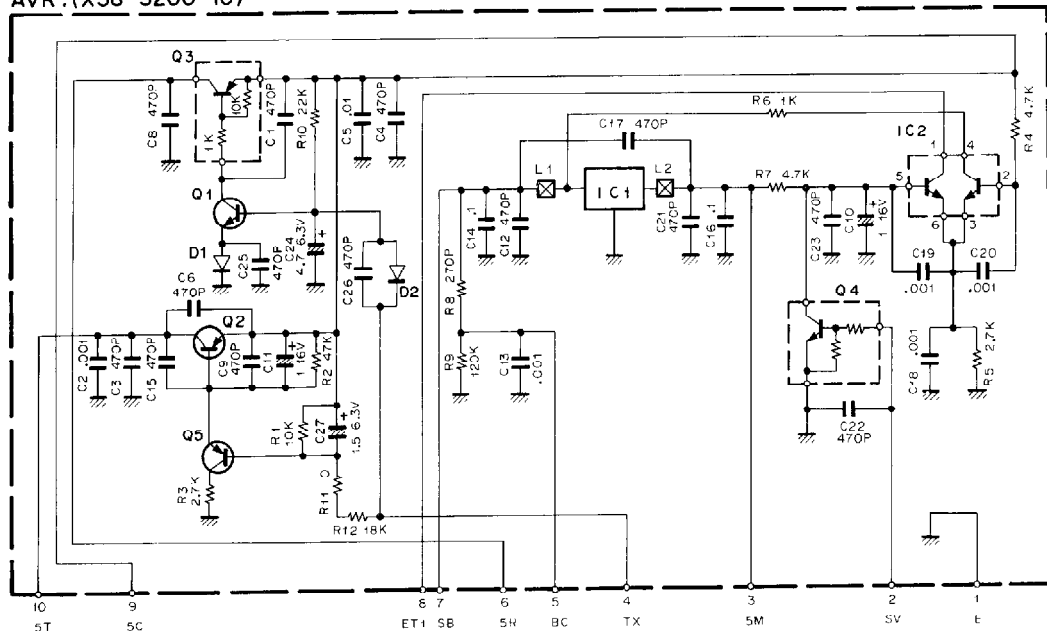 AVR.(X58-3200-10)
Q3
C8 470P
10K
1K
C1 470P
R10 22K
C5 .01
C4 470P
Q1
D1
C25 470P
C24 4.7 6.3V
C26 470P
D2
C6 470P
Q2
C2 .001
C3 470P
C15 470P
C9 470P
C11 1 16V
R2 47K
Q5
R3 2.7K
R1 10K
C27 1.5 6.3V
R11 0
R12 18K
R6 1K
C17 470P
L1
IC1
L2
R8 270P
R9 120K
C14 .1
C12 470P
C13 .001
C21 470P
C16 .1
R7 4.7K
C23 470P
C10 1 16V
IC2
1
4
5
2
6
3
R4 4.7K
C19 .001
C20 .001
Q4
C22 470P
C18 .001
R5 2.7K
10
9
8
7
6
5
4
3
2
1
5T
5C
ET1
SB
5R
BC
TX
5M
SV
E